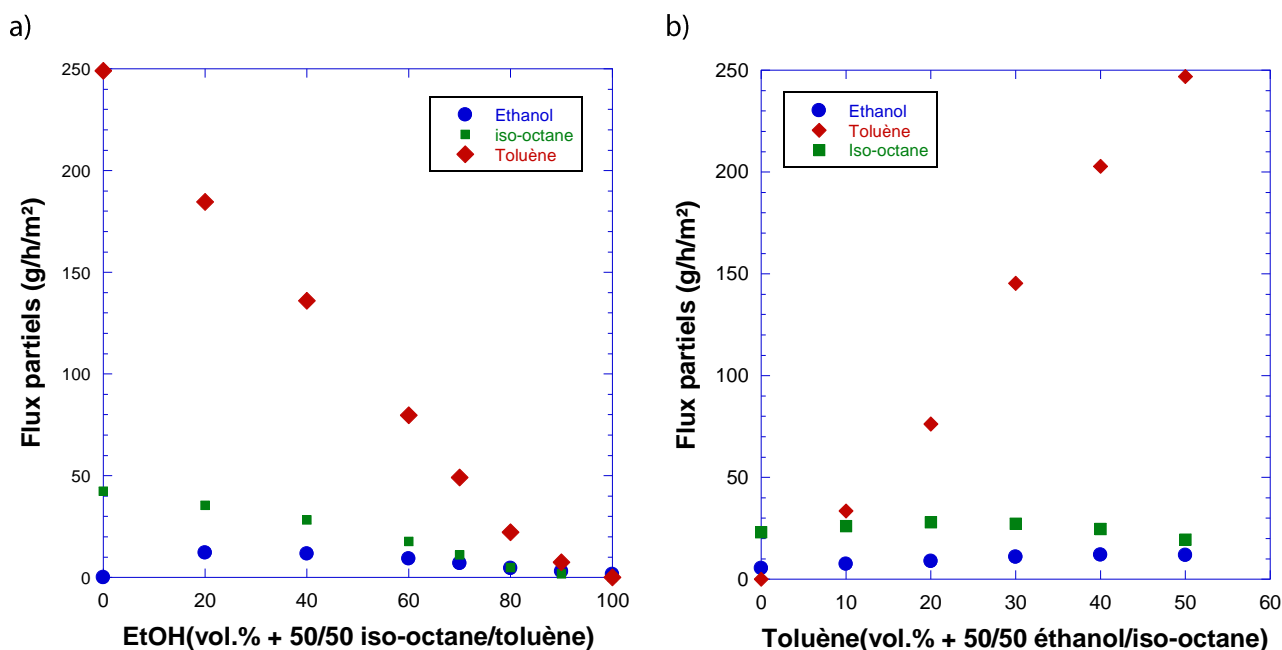 a)
250
200
150
100
50
0
0 20 40 60 80 100
Flux partiels (g/h/m²)
EtOH(vol.% + 50/50 iso-octane/toluène)
Ethanol
iso-octane
Toluène
b)
250
200
150
100
50
0
0 10 20 30 40 50 60
Flux partiels (g/h/m²)
Toluène(vol.% + 50/50 éthanol/iso-octane)
Ethanol
Toluène
Iso-octane